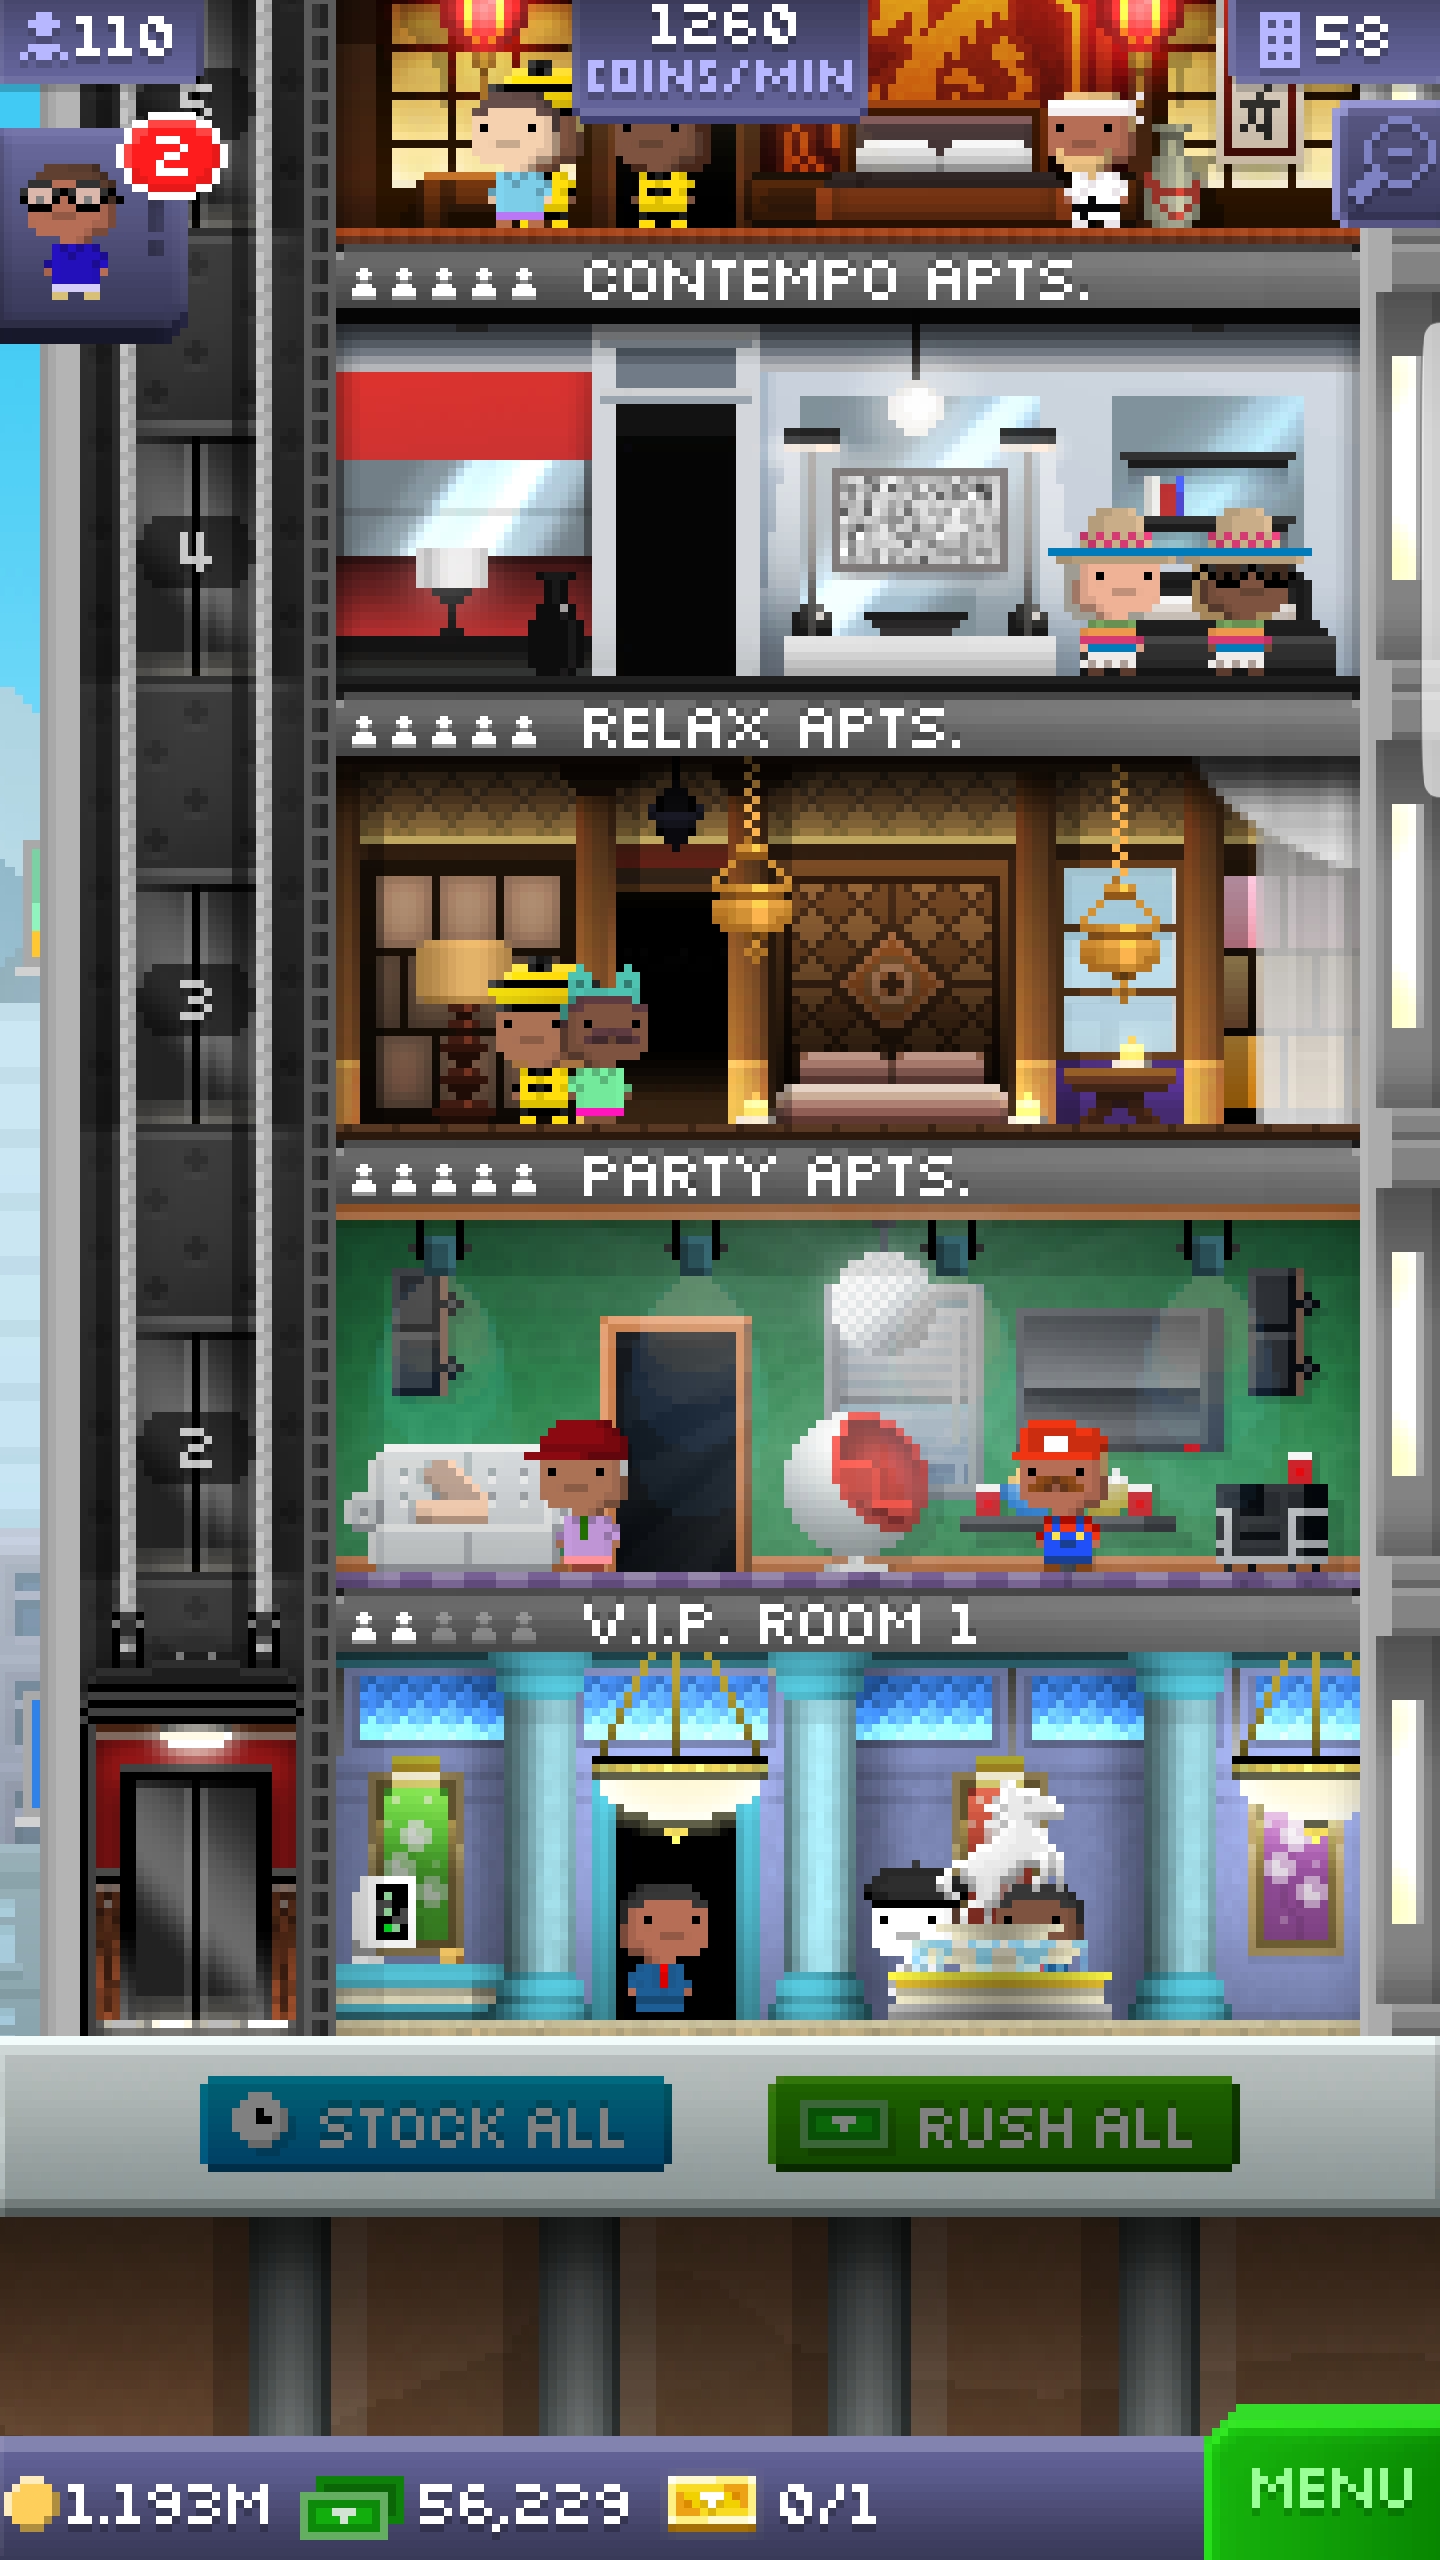 110
1260
COINS/MIN
58
5
2
CONTEMPO APTS.
4
RELAX APTS.
3
PARTY APTS.
2
V.I.P. ROOM 1
STOCK ALL
RUSH ALL
1.193M
56,229
0/1
MENU